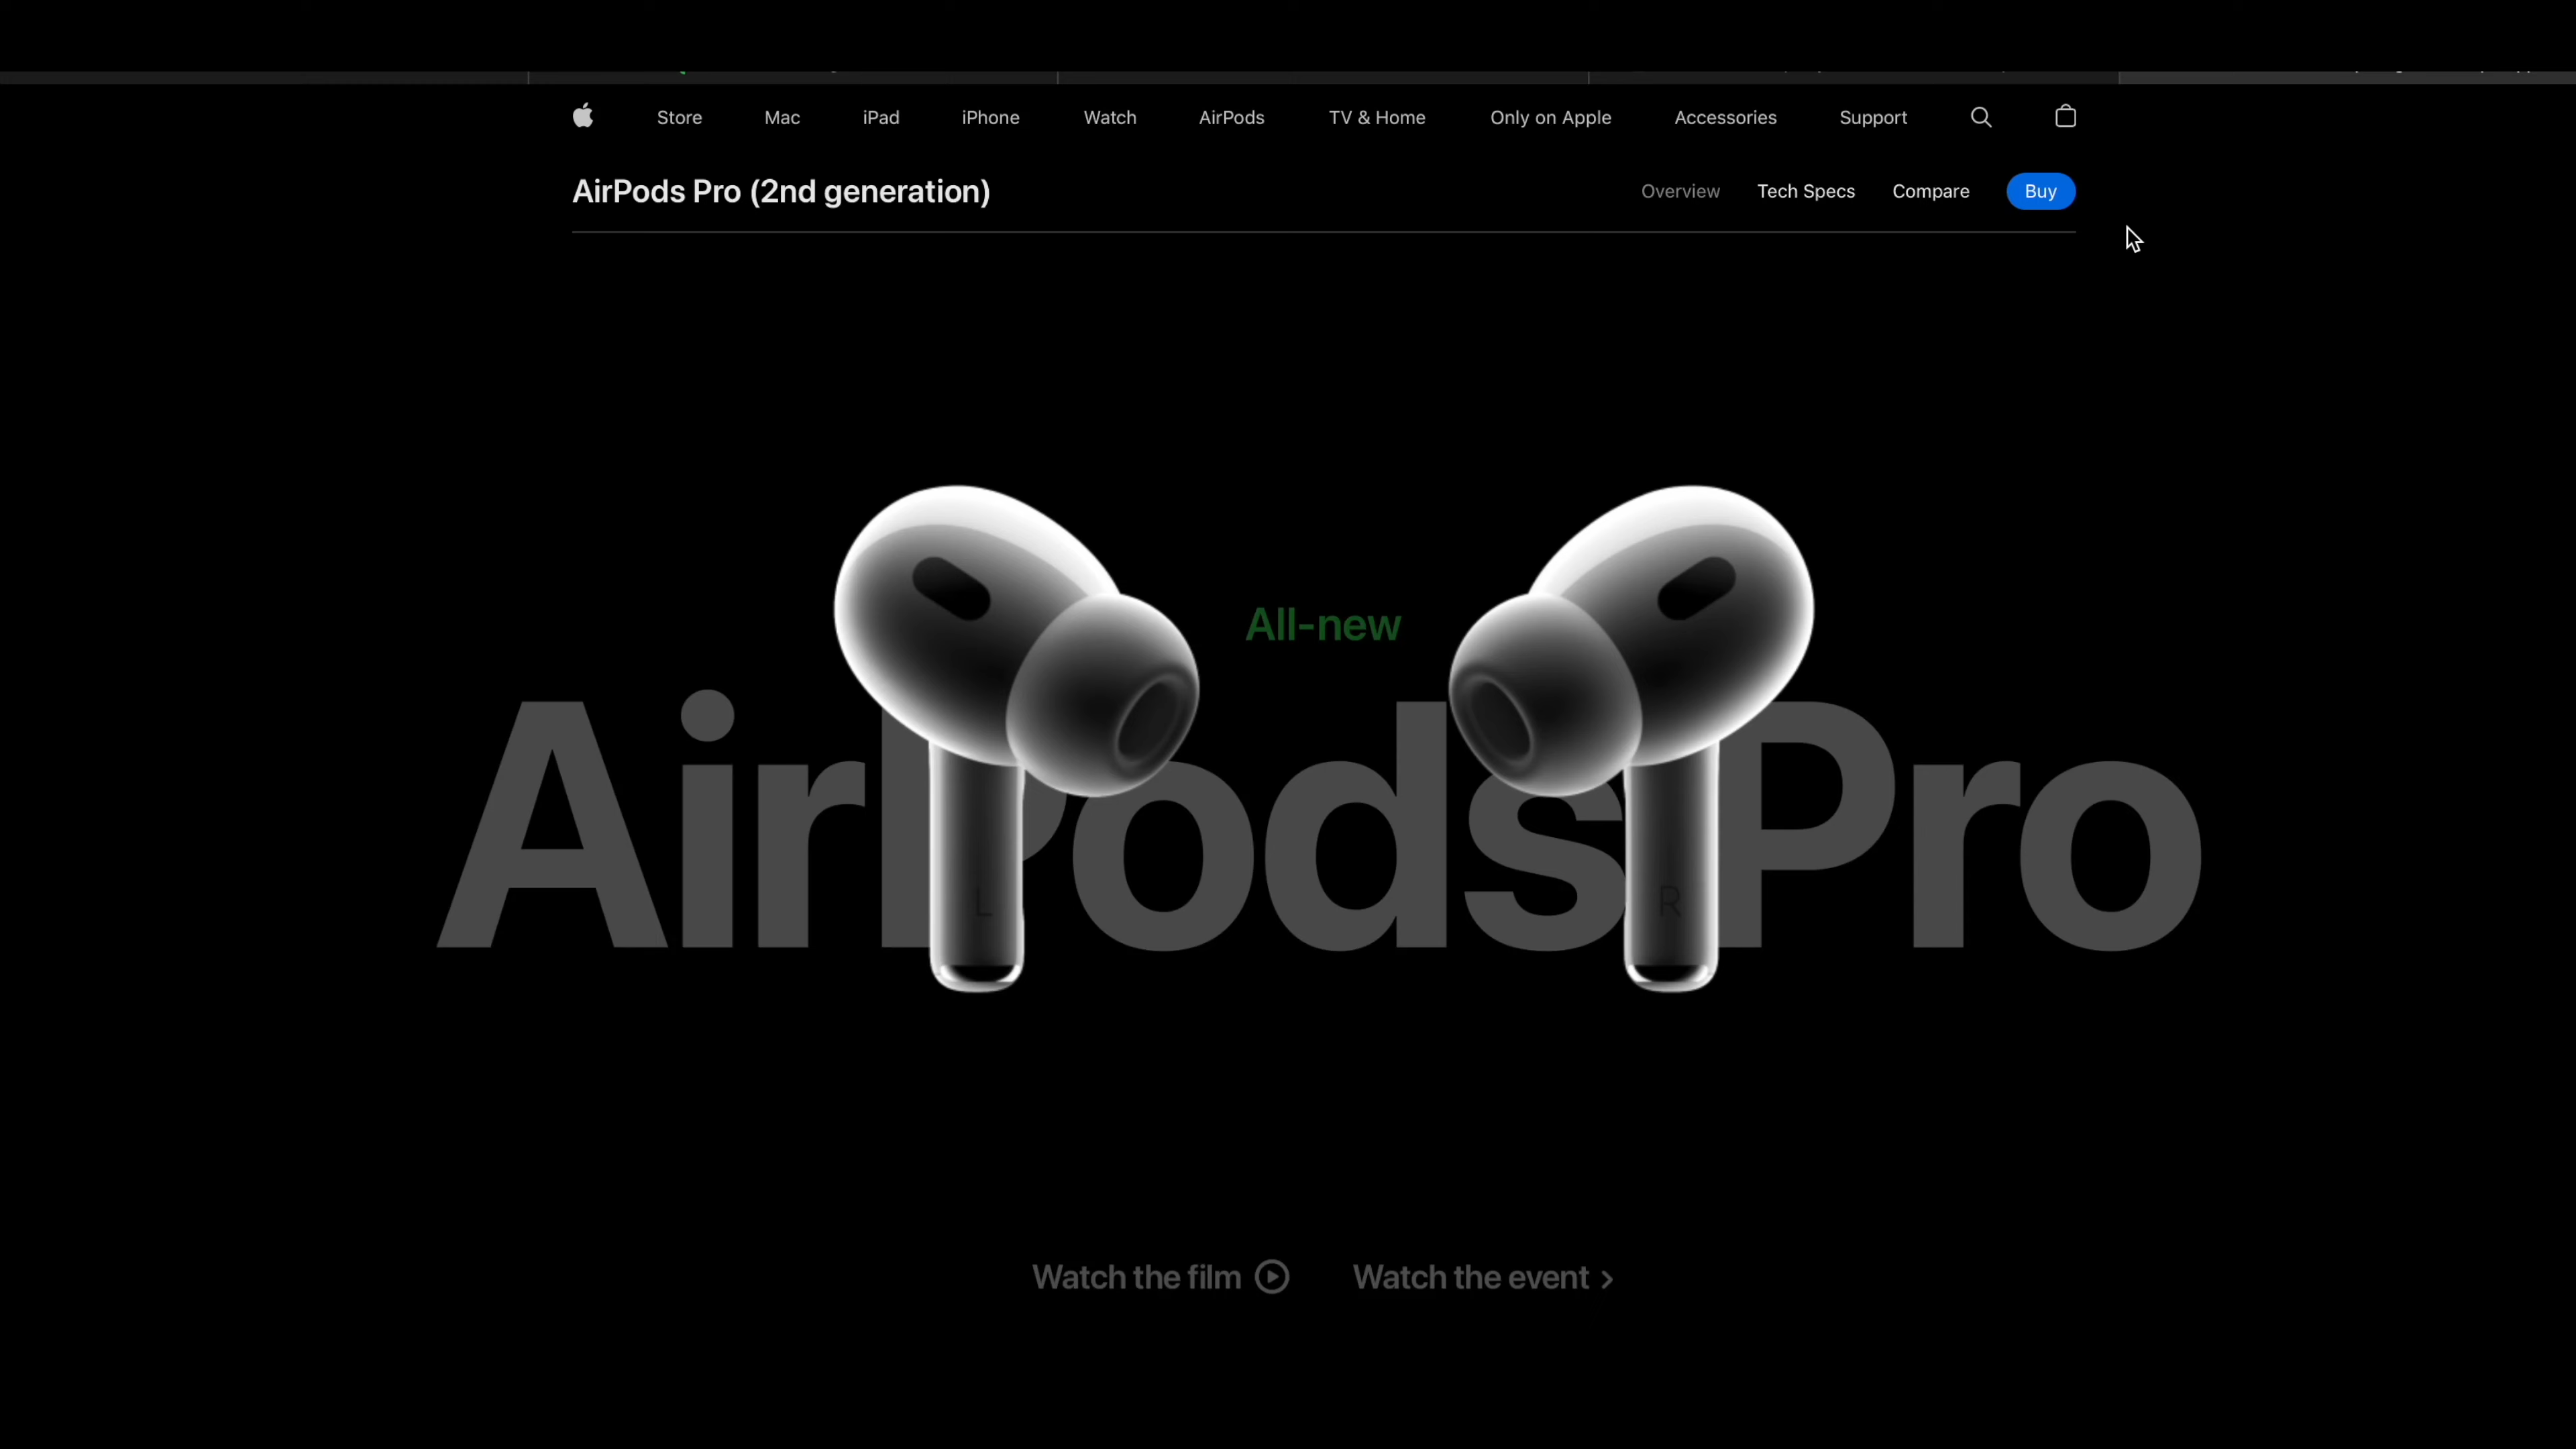 Store Mac iPad iPhone Watch AirPods TV & Home Only on Apple Accessories Support
AirPods Pro (2nd generation) Overview Tech Specs Compare Buy
All-new
AirPods Pro
L R
Watch the film Watch the event